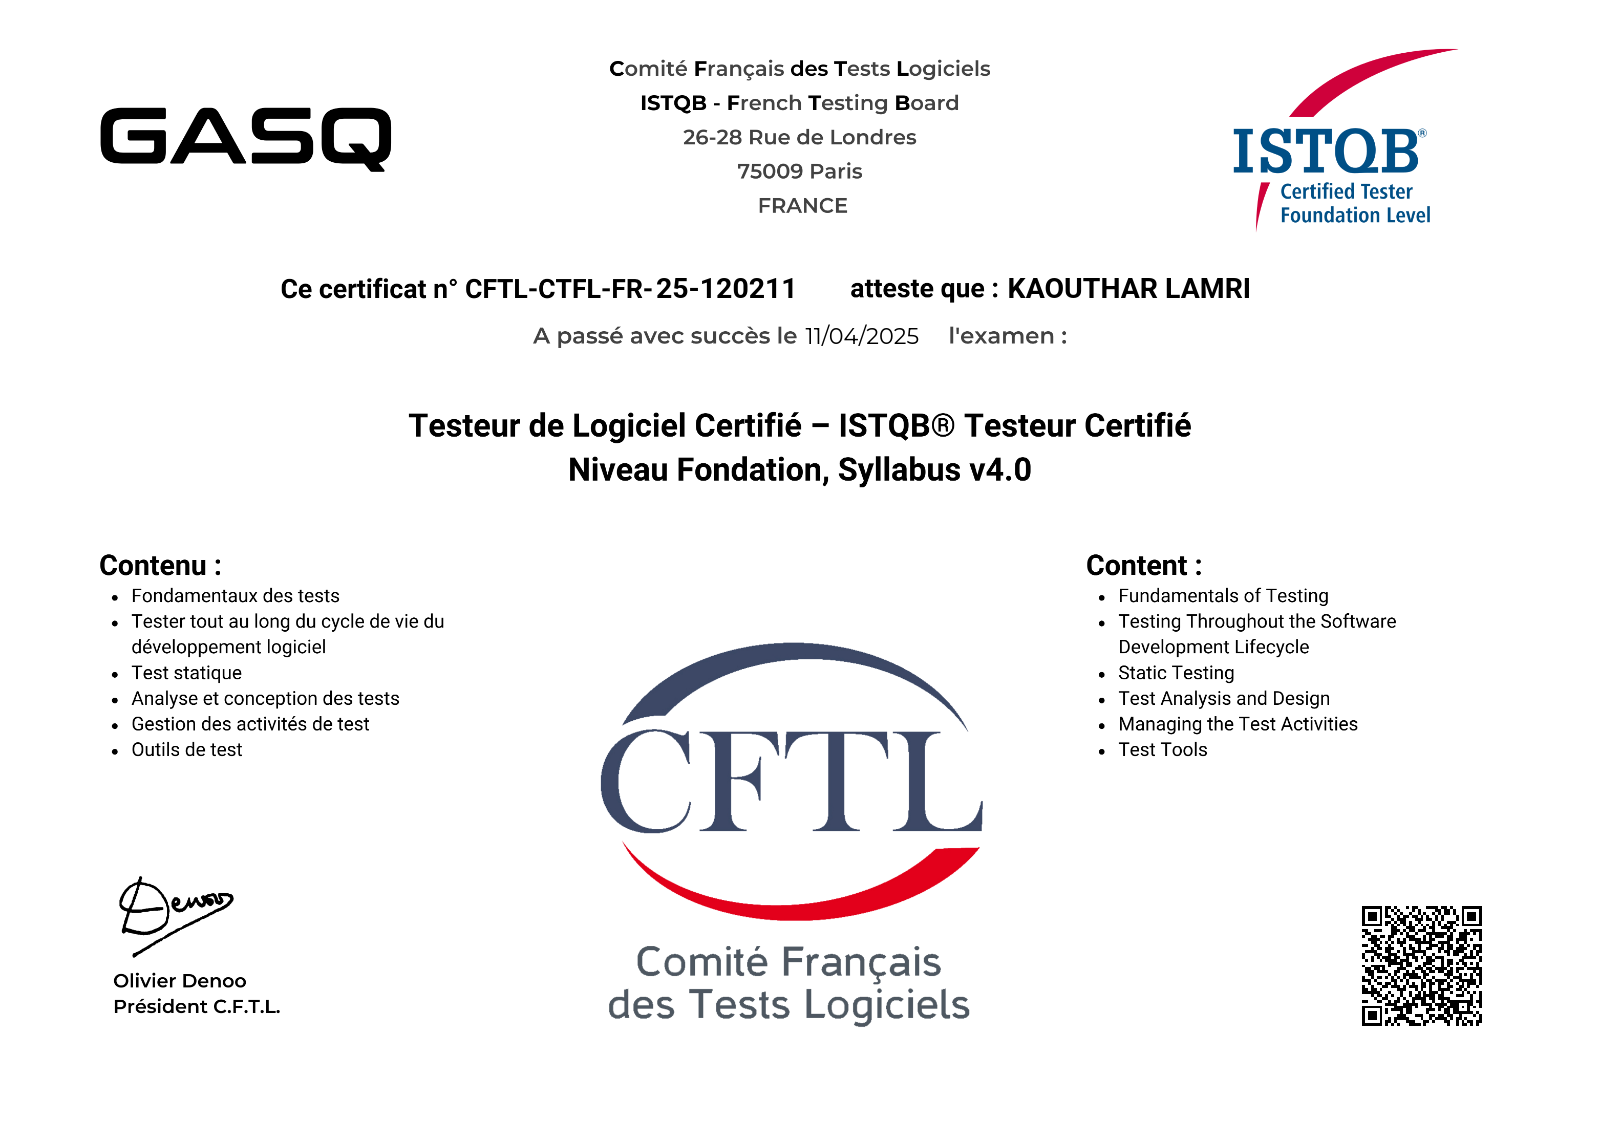 GASQ
Comité Français des Tests Logiciels
ISTQB - French Testing Board
26-28 Rue de Londres
75009 Paris
FRANCE
ISTQB®
Certified Tester
Foundation Level
Ce certificat n° CFTL-CTFL-FR-25-120211 atteste que : KAOUTHAR LAMRI
A passé avec succès le 11/04/2025 l'examen :
Testeur de Logiciel Certifié – ISTQB® Testeur Certifié
Niveau Fondation, Syllabus v4.0
Contenu :
• Fondamentaux des tests
• Tester tout au long du cycle de vie du
développement logiciel
• Test statique
• Analyse et conception des tests
• Gestion des activités de test
• Outils de test
Content :
• Fundamentals of Testing
• Testing Throughout the Software
Development Lifecycle
• Static Testing
• Test Analysis and Design
• Managing the Test Activities
• Test Tools
CFTL
Comité Français
des Tests Logiciels
Denoo
Olivier Denoo
Président C.F.T.L.